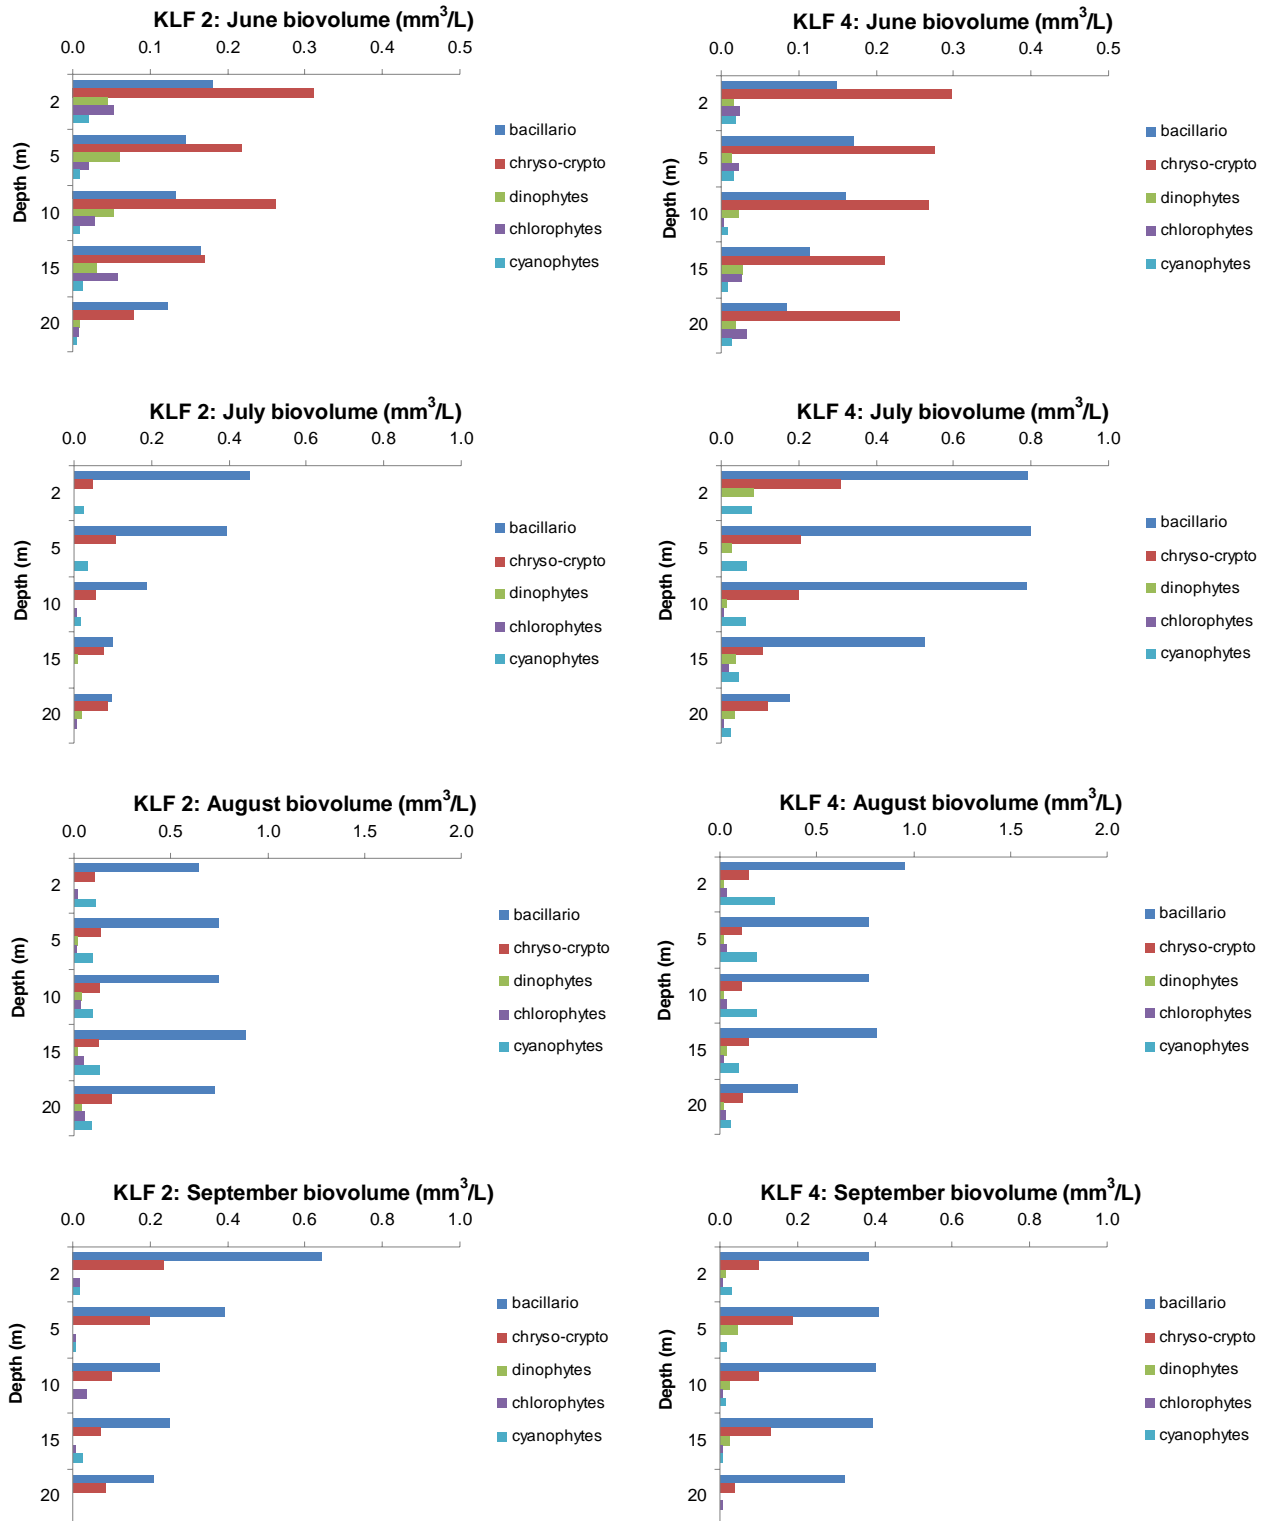 KLF 2: June biovolume (mm³/L)
0.0 0.1 0.2 0.3 0.4 0.5
Depth (m)
2
5
10
15
20
bacillario
chryso-crypto
dinophytes
chlorophytes
cyanophytes
KLF 4: June biovolume (mm³/L)
0.0 0.1 0.2 0.3 0.4 0.5
Depth (m)
2
5
10
15
20
bacillario
chryso-crypto
dinophytes
chlorophytes
cyanophytes
KLF 2: July biovolume (mm³/L)
0.0 0.2 0.4 0.6 0.8 1.0
Depth (m)
2
5
10
15
20
bacillario
chryso-crypto
dinophytes
chlorophytes
cyanophytes
KLF 4: July biovolume (mm³/L)
0.0 0.2 0.4 0.6 0.8 1.0
Depth (m)
2
5
10
15
20
bacillario
chryso-crypto
dinophytes
chlorophytes
cyanophytes
KLF 2: August biovolume (mm³/L)
0.0 0.5 1.0 1.5 2.0
Depth (m)
2
5
10
15
20
bacillario
chryso-crypto
dinophytes
chlorophytes
cyanophytes
KLF 4: August biovolume (mm³/L)
0.0 0.5 1.0 1.5 2.0
Depth (m)
2
5
10
15
20
bacillario
chryso-crypto
dinophytes
chlorophytes
cyanophytes
KLF 2: September biovolume (mm³/L)
0.0 0.2 0.4 0.6 0.8 1.0
Depth (m)
2
5
10
15
20
bacillario
chryso-crypto
dinophytes
chlorophytes
cyanophytes
KLF 4: September biovolume (mm³/L)
0.0 0.2 0.4 0.6 0.8 1.0
Depth (m)
2
5
10
15
20
bacillario
chryso-crypto
dinophytes
chlorophytes
cyanophytes